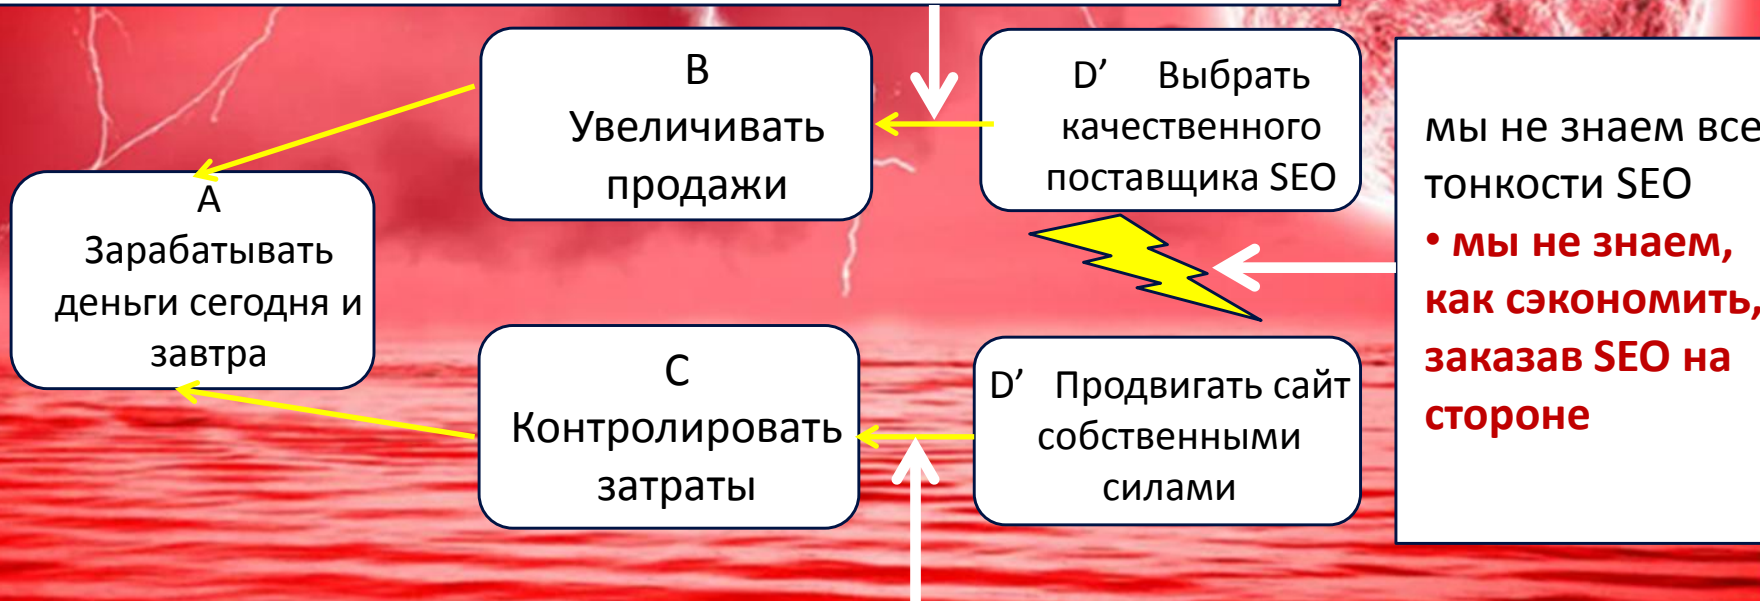 B
Увеличивать
продажи
D’ Выбрать
качественного
поставщика SEO
A
Зарабатывать
деньги сегодня и
завтра
C
Контролировать
затраты
D’ Продвигать сайт
собственными
силами
мы не знаем все
тонкости SEO
• мы не знаем,
как сэкономить,
заказав SEO на
стороне